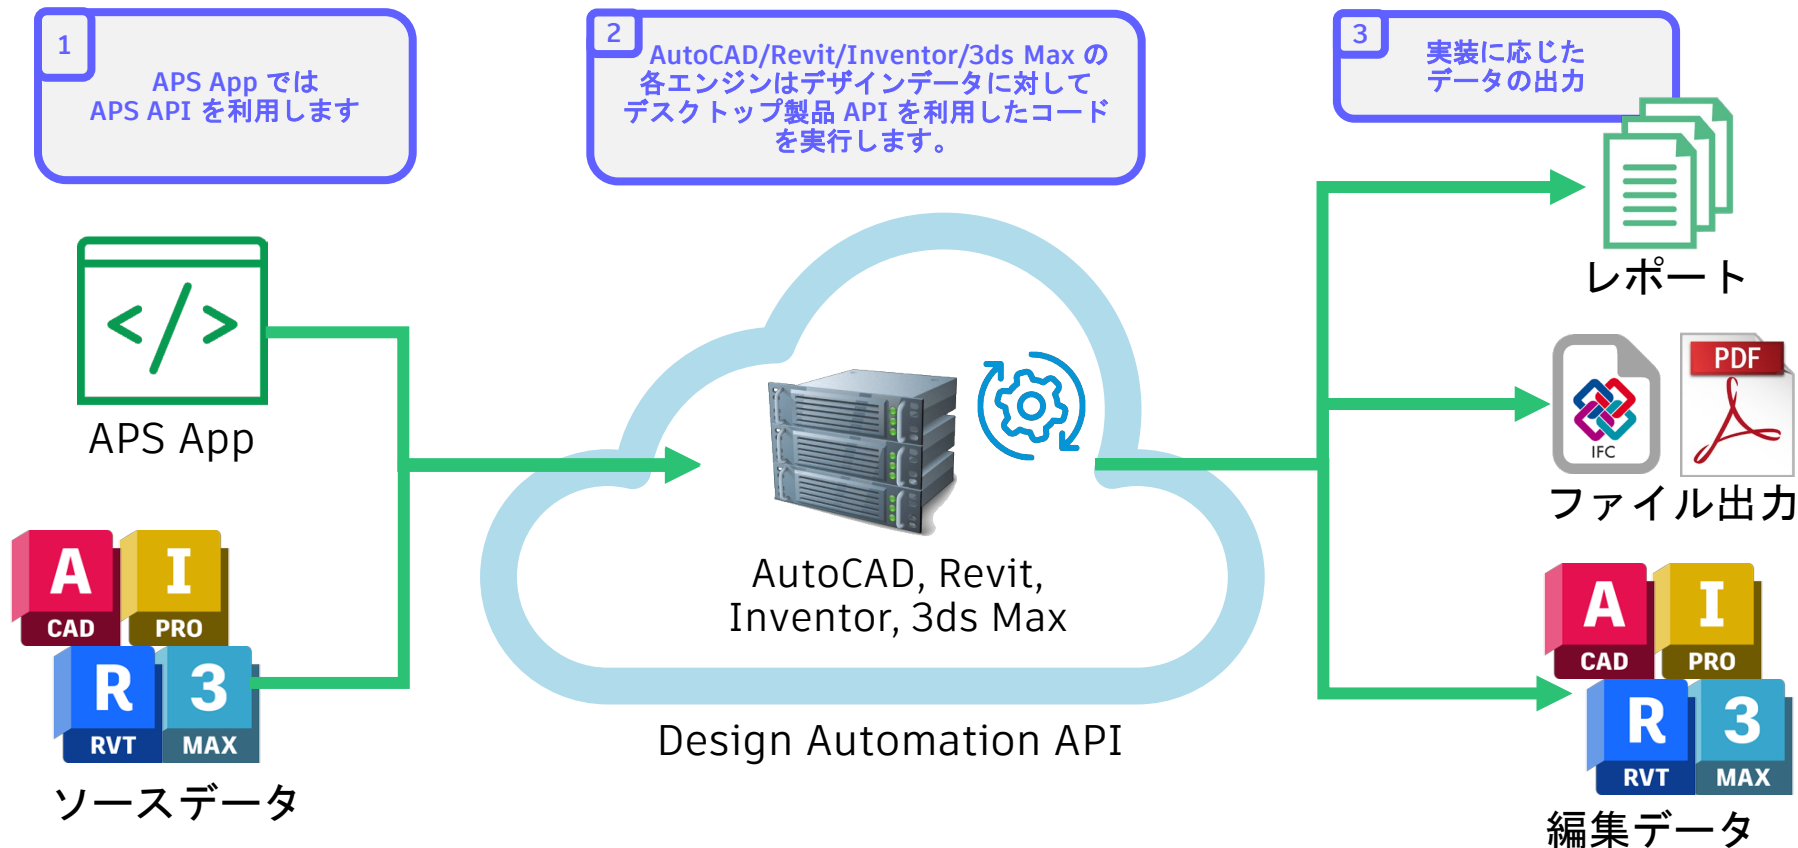 1
APS App では
APS API を利用します
2
AutoCAD/Revit/Inventor/3ds Max の
各エンジンはデザインデータに対して
デスクトップ製品 API を利用したコード
を実行します。
3
実装に応じた
データの出力
</>
APS App
A
CAD
I
PRO
R
RVT
3
MAX
ソースデータ
AutoCAD, Revit,
Inventor, 3ds Max
Design Automation API
レポート
IFC
PDF
ファイル出力
A
CAD
I
PRO
R
RVT
3
MAX
編集データ